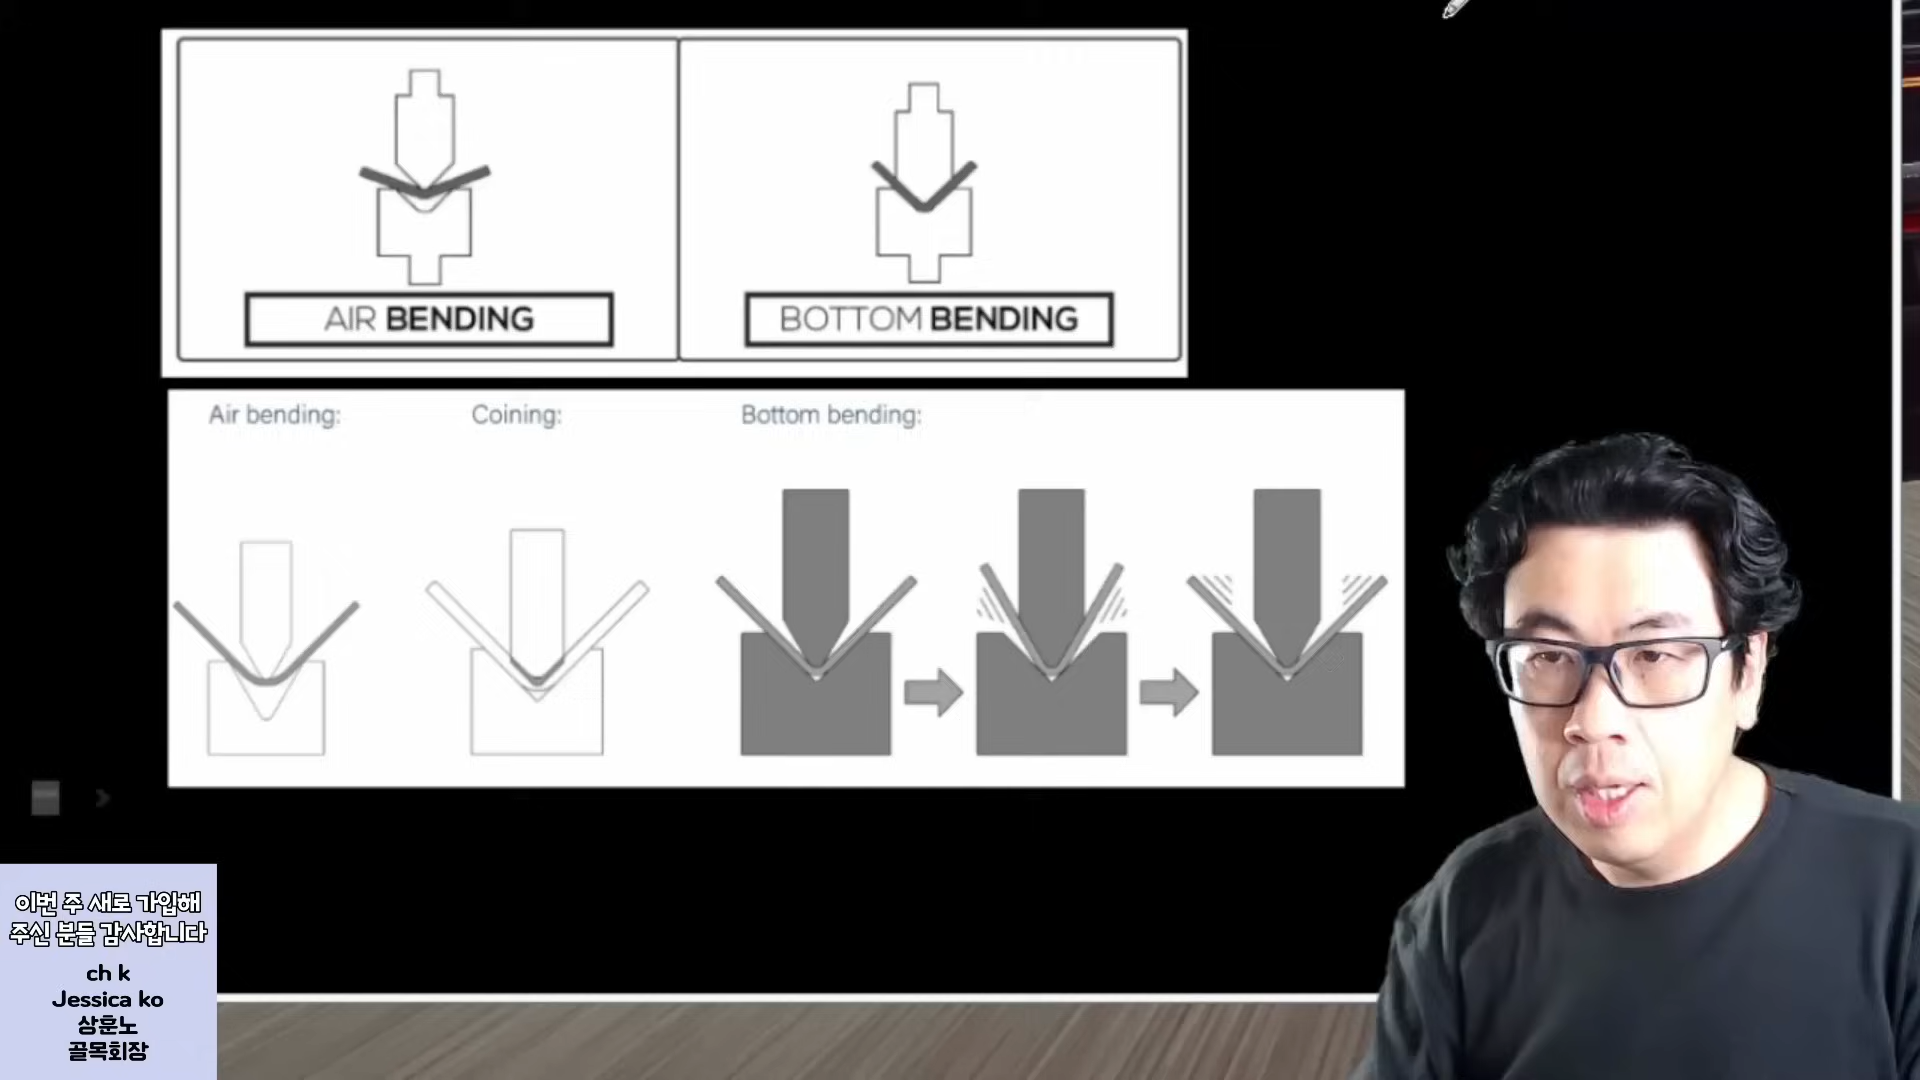 AIR BENDING
BOTTOM BENDING
Air bending:
Coining:
Bottom bending:
이번 주 새로 가입해
주신 분들 감사합니다
ch k
Jessica ko
상훈노
골목회장